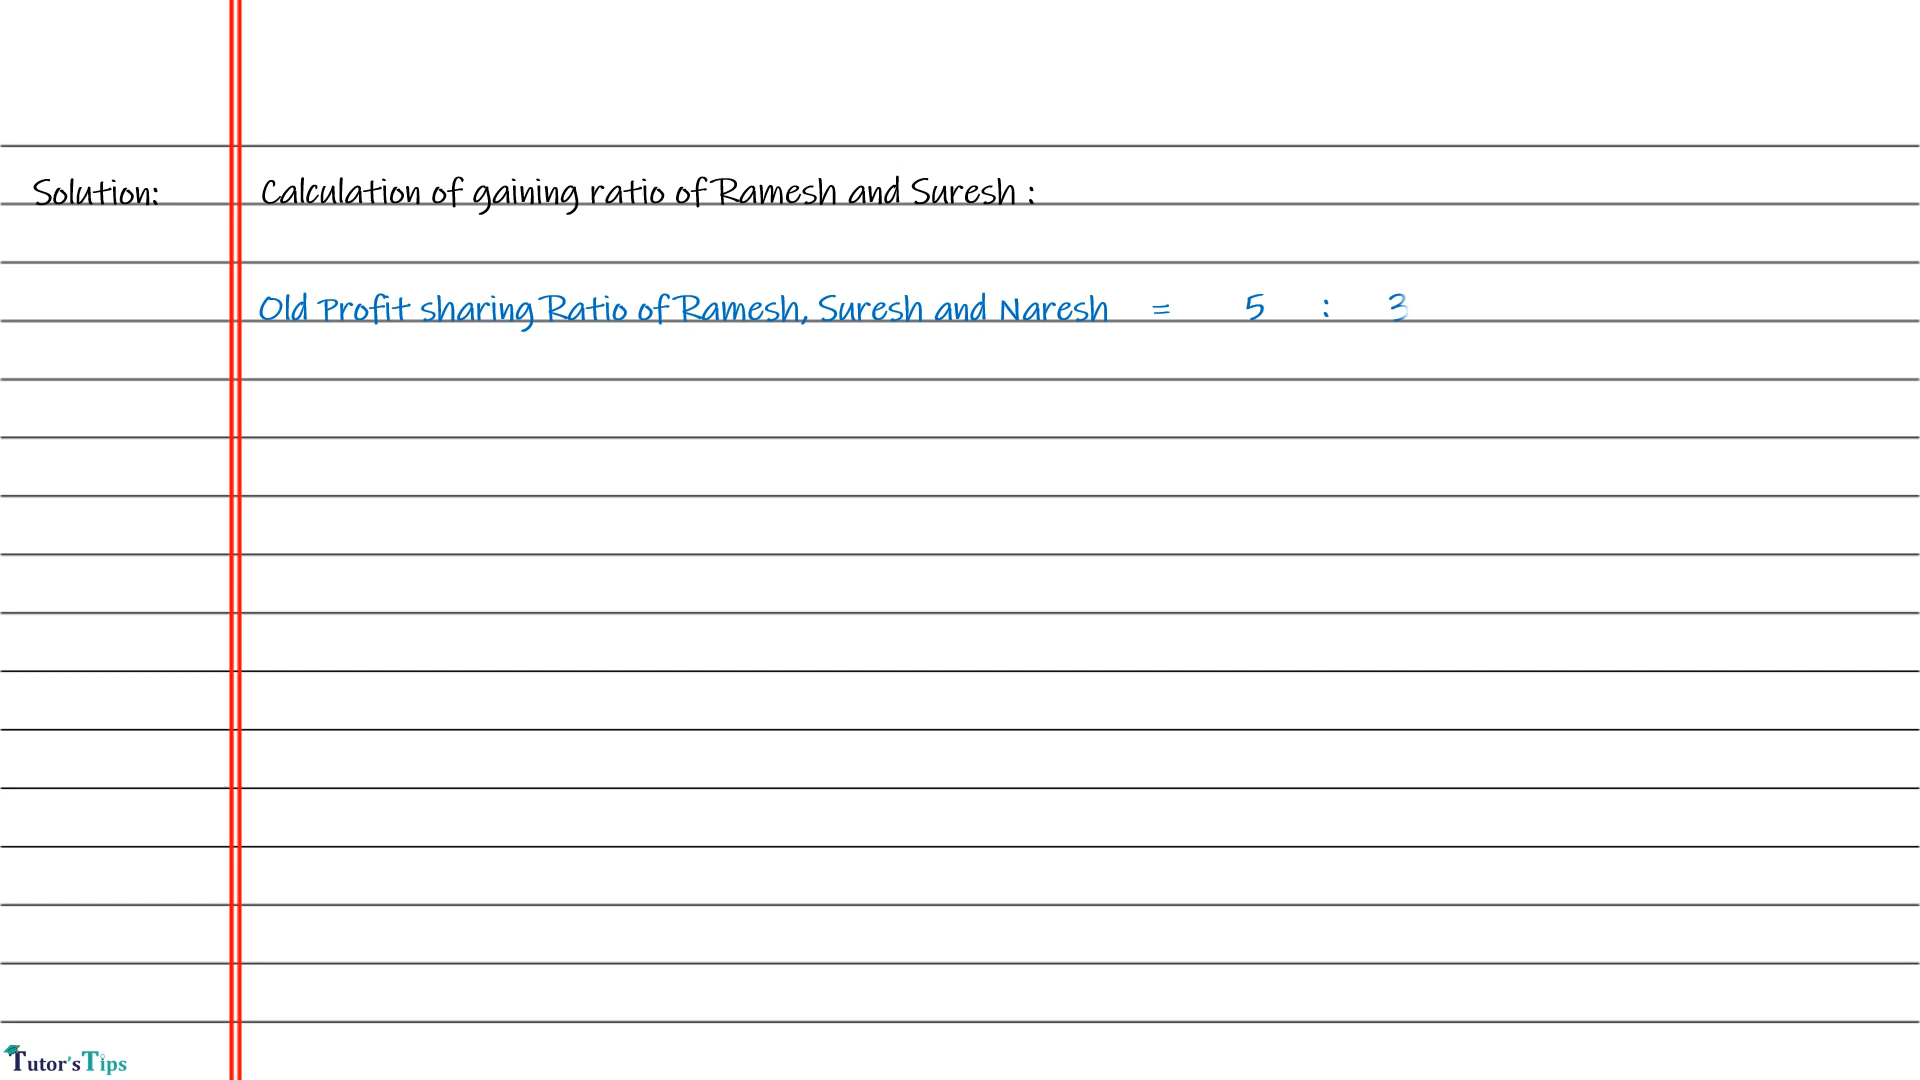 Solution: Calculation of gaining ratio of Ramesh and Suresh :
Old Profit sharing Ratio of Ramesh, Suresh and Naresh = 5 : 3
Tutor'sTips